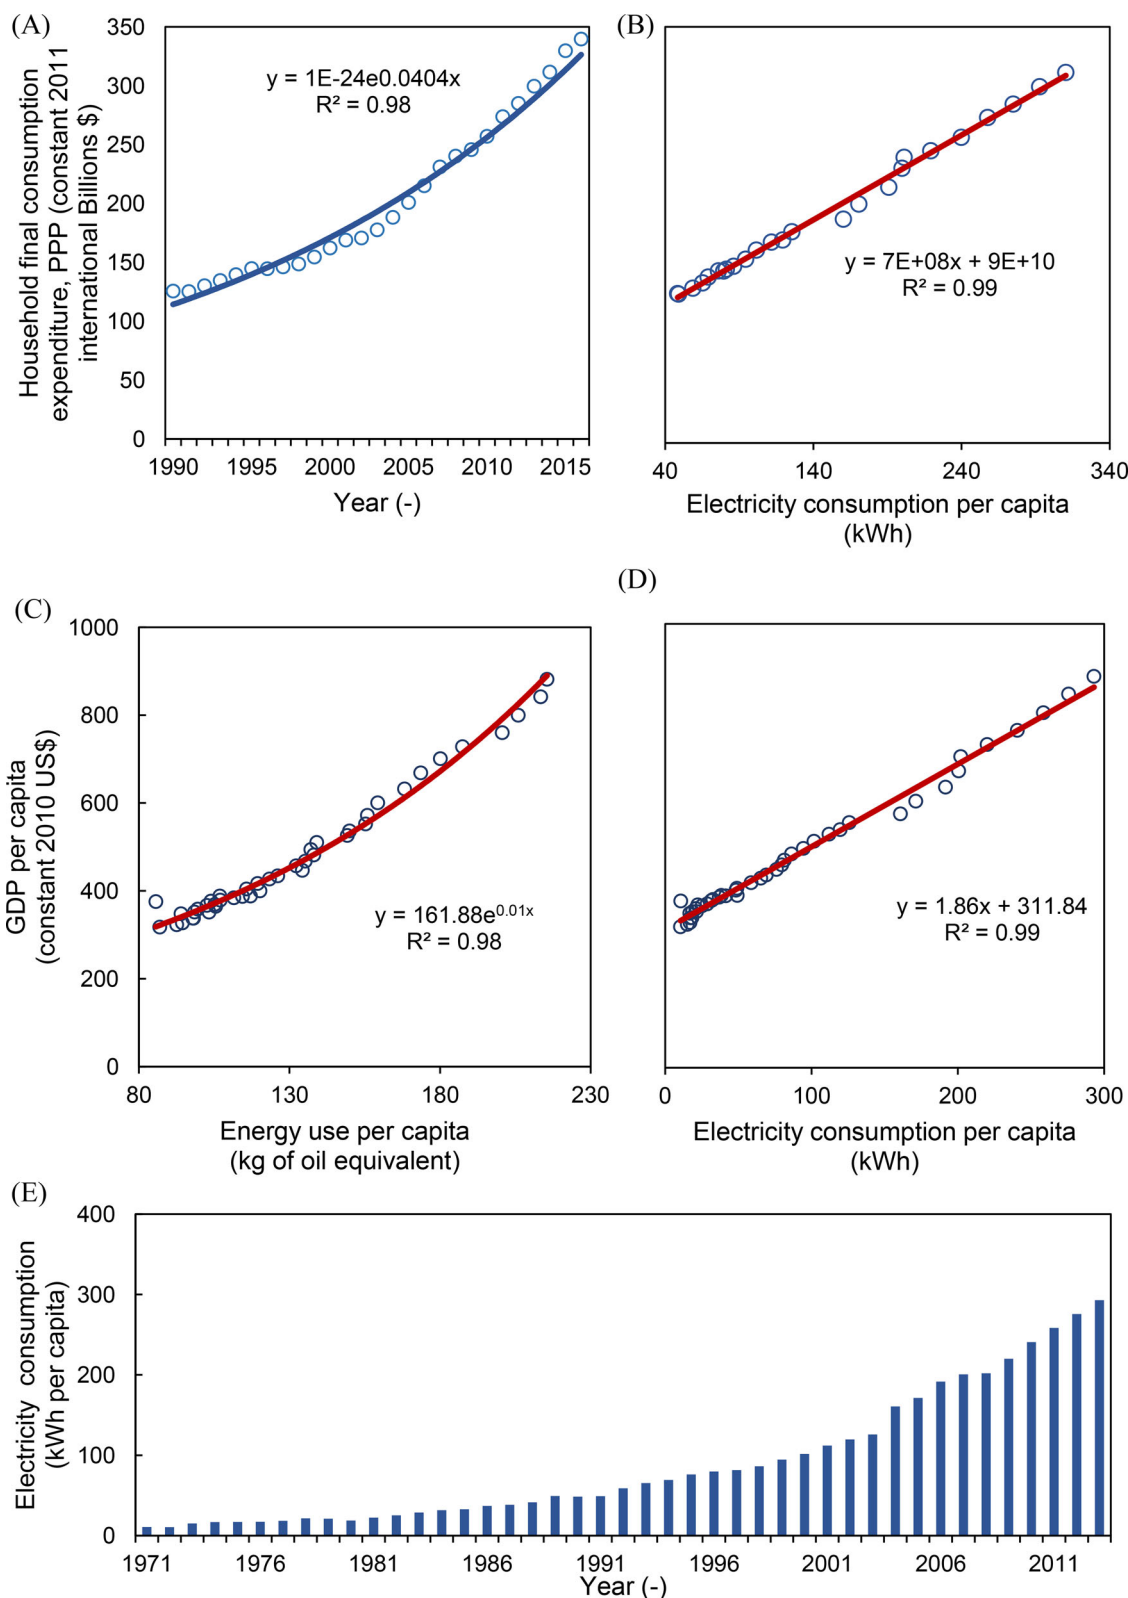 (A)
Household final consumption
expenditure, PPP (constant 2011
international Billions $)
350
300
250
200
150
100
50
0
y = 1E-24e0.0404x
R² = 0.98
1990 1995 2000 2005 2010 2015
Year (-)
(B)
y = 7E+08x + 9E+10
R² = 0.99
40 140 240 340
Electricity consumption per capita
(kWh)
(C)
GDP per capita
(constant 2010 US$)
1000
800
600
400
200
0
y = 161.88e^0.01x
R² = 0.98
80 130 180 230
Energy use per capita
(kg of oil equivalent)
(D)
y = 1.86x + 311.84
R² = 0.99
0 100 200 300
Electricity consumption per capita
(kWh)
(E)
Electricity consumption
(kWh per capita)
400
300
200
100
0
1971 1976 1981 1986 1991 1996 2001 2006 2011
Year (-)